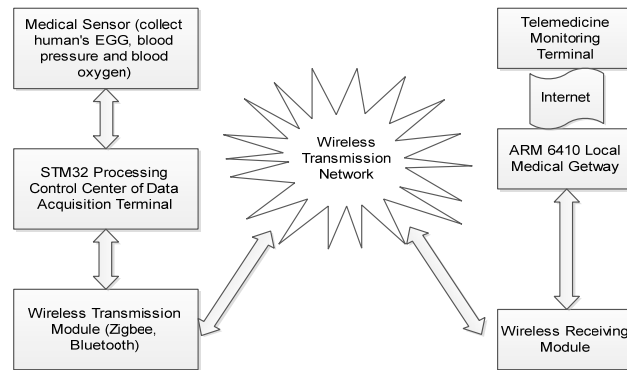 Medical Sensor (collect
human's EGG, blood
pressure and blood
oxygen)
STM32 Processing
Control Center of Data
Acquisition Terminal
Wireless Transmission
Module (Zigbee,
Bluetooth)
Wireless
Transmission
Network
Telemedicine
Monitoring
Terminal
Internet
ARM 6410 Local
Medical Getway
Wireless Receiving
Module